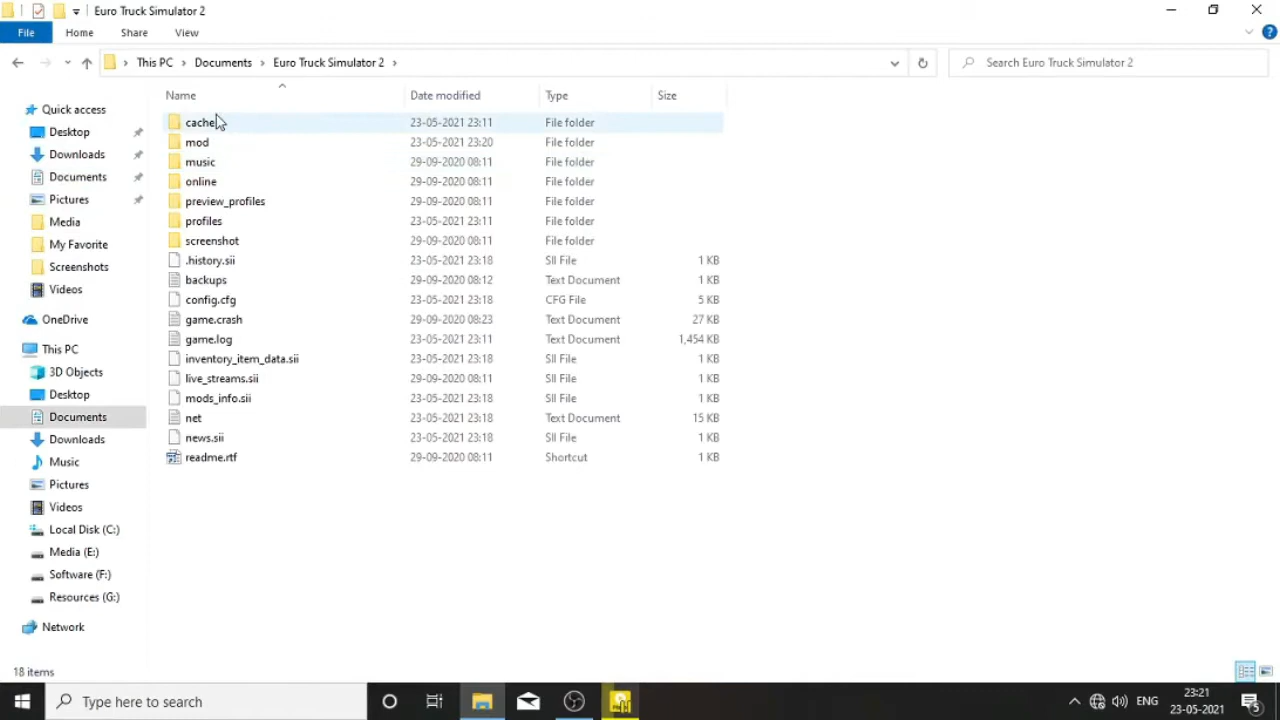 Euro Truck Simulator 2
File Home Share View
This PC Documents Euro Truck Simulator 2
Search Euro Truck Simulator 2
Name Date modified Type Size
Quick access
Desktop
Downloads
Documents
Pictures
Media
My Favorite
Screenshots
Videos
OneDrive
This PC
3D Objects
Desktop
Documents
Downloads
Music
Pictures
Videos
Local Disk (C:)
Media (E:)
Software (F:)
Resources (G:)
Network
cache 23-05-2021 23:11 File folder
mod 23-05-2021 23:20 File folder
music 29-09-2020 08:11 File folder
online 29-09-2020 08:11 File folder
preview_profiles 29-09-2020 08:11 File folder
profiles 23-05-2021 23:11 File folder
screenshot 29-09-2020 08:11 File folder
.history.sii 23-05-2021 23:18 SII File 1 KB
backups 29-09-2020 08:12 Text Document 1 KB
config.cfg 23-05-2021 23:18 CFG File 5 KB
game.crash 29-09-2020 08:23 Text Document 27 KB
game.log 23-05-2021 23:11 Text Document 1,454 KB
inventory_item_data.sii 23-05-2021 23:18 SII File 1 KB
live_streams.sii 29-09-2020 08:11 SII File 1 KB
mods_info.sii 23-05-2021 23:18 SII File 1 KB
net 23-05-2021 23:18 Text Document 15 KB
news.sii 23-05-2021 23:18 SII File 1 KB
readme.rtf 29-09-2020 08:11 Shortcut 1 KB
18 items
Type here to search
ENG
23:21
23-05-2021
5